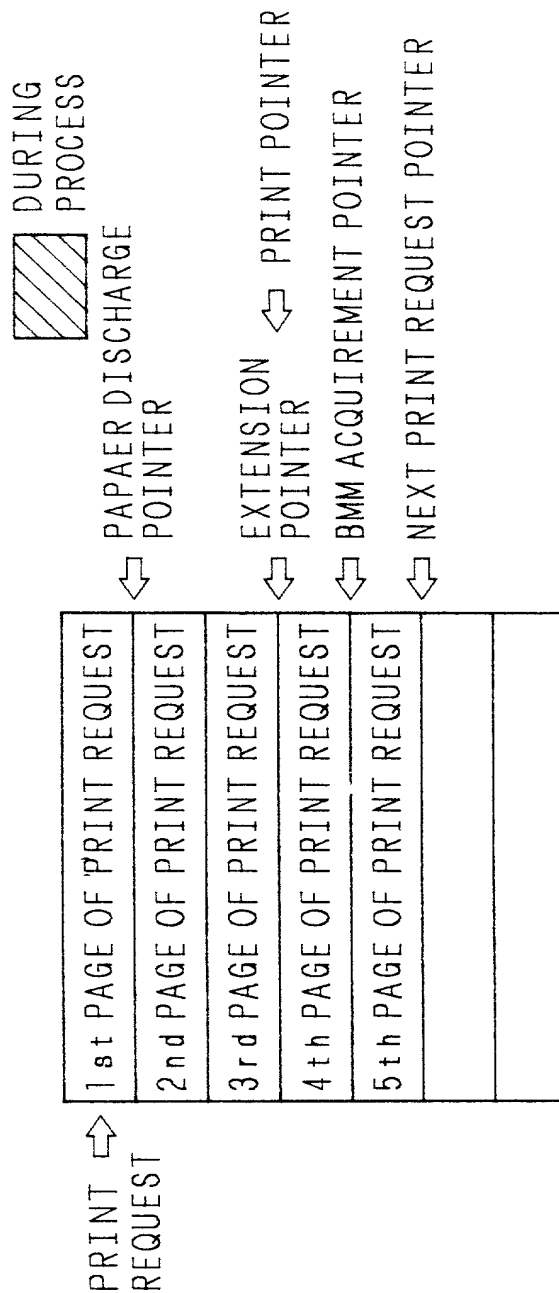 DURING
PROCESS
PRINT
REQUEST
1st PAGE OF PRINT REQUEST
2nd PAGE OF PRINT REQUEST
3rd PAGE OF PRINT REQUEST
4th PAGE OF PRINT REQUEST
5th PAGE OF PRINT REQUEST
PAPAER DISCHARGE
POINTER
EXTENSION
POINTER
PRINT POINTER
BMM ACQUIREMENT POINTER
NEXT PRINT REQUEST POINTER